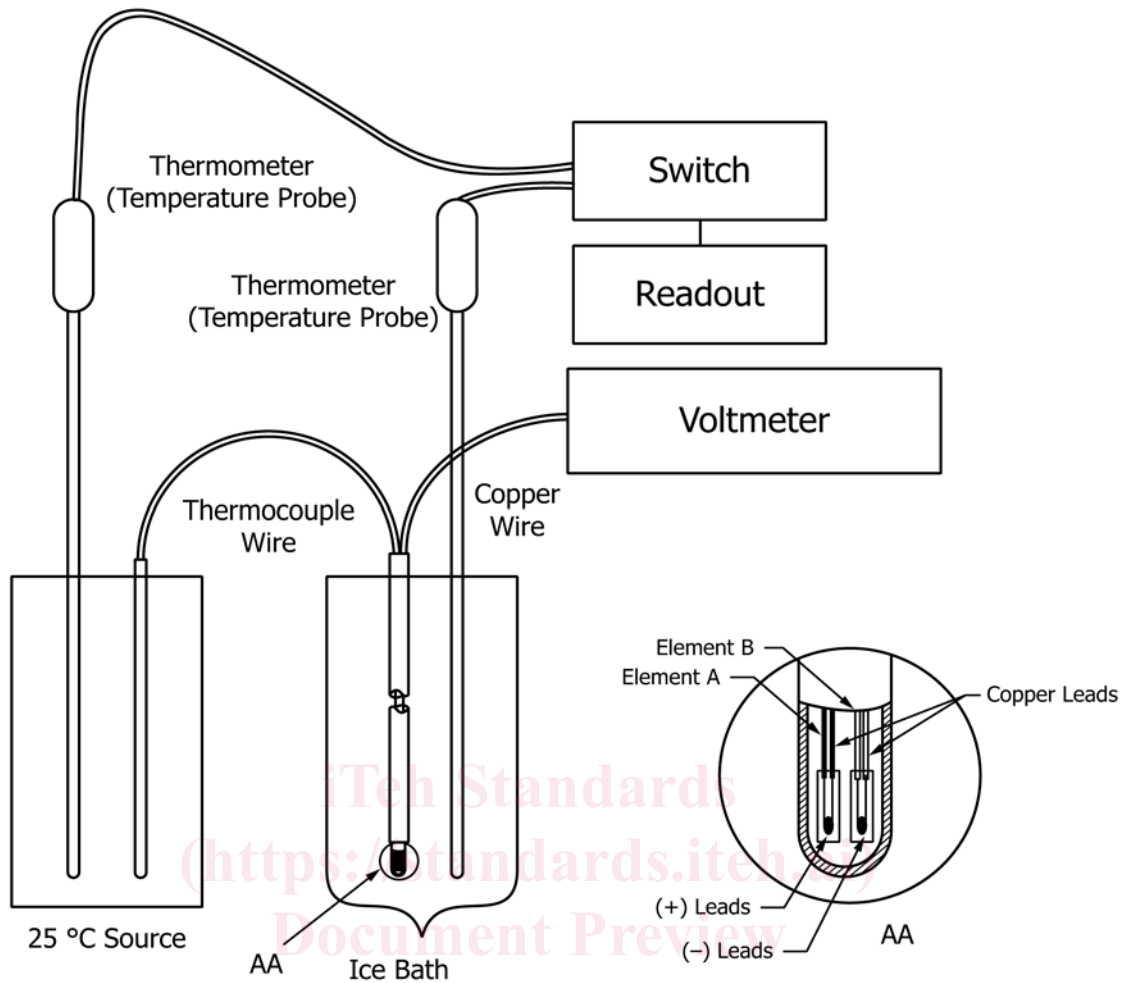 Thermometer
(Temperature Probe)
Switch
Thermometer
(Temperature Probe)
Readout
Voltmeter
Thermocouple
Wire
Copper
Wire
Element B
Element A
Copper Leads
iTeh Standards
(https://standards.iteh.ai)
Document Preview
(+) Leads
(–) Leads
AA
25 °C Source
AA
Ice Bath